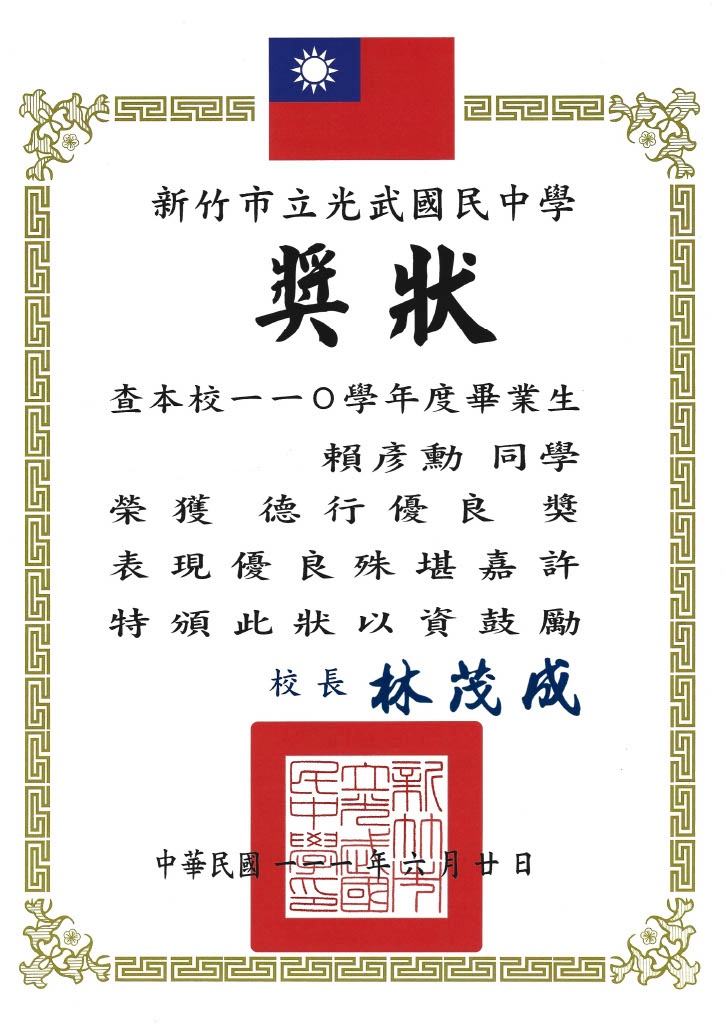 新竹市立光武國民中學
獎狀
查本校一一〇學年度畢業生
賴彥勳 同學
榮獲 德行優良 獎
表現優良殊堪嘉許
特頒此狀以資鼓勵
校長 林茂成
新竹市立光武國民中學印
中華民國一一一年六月廿日